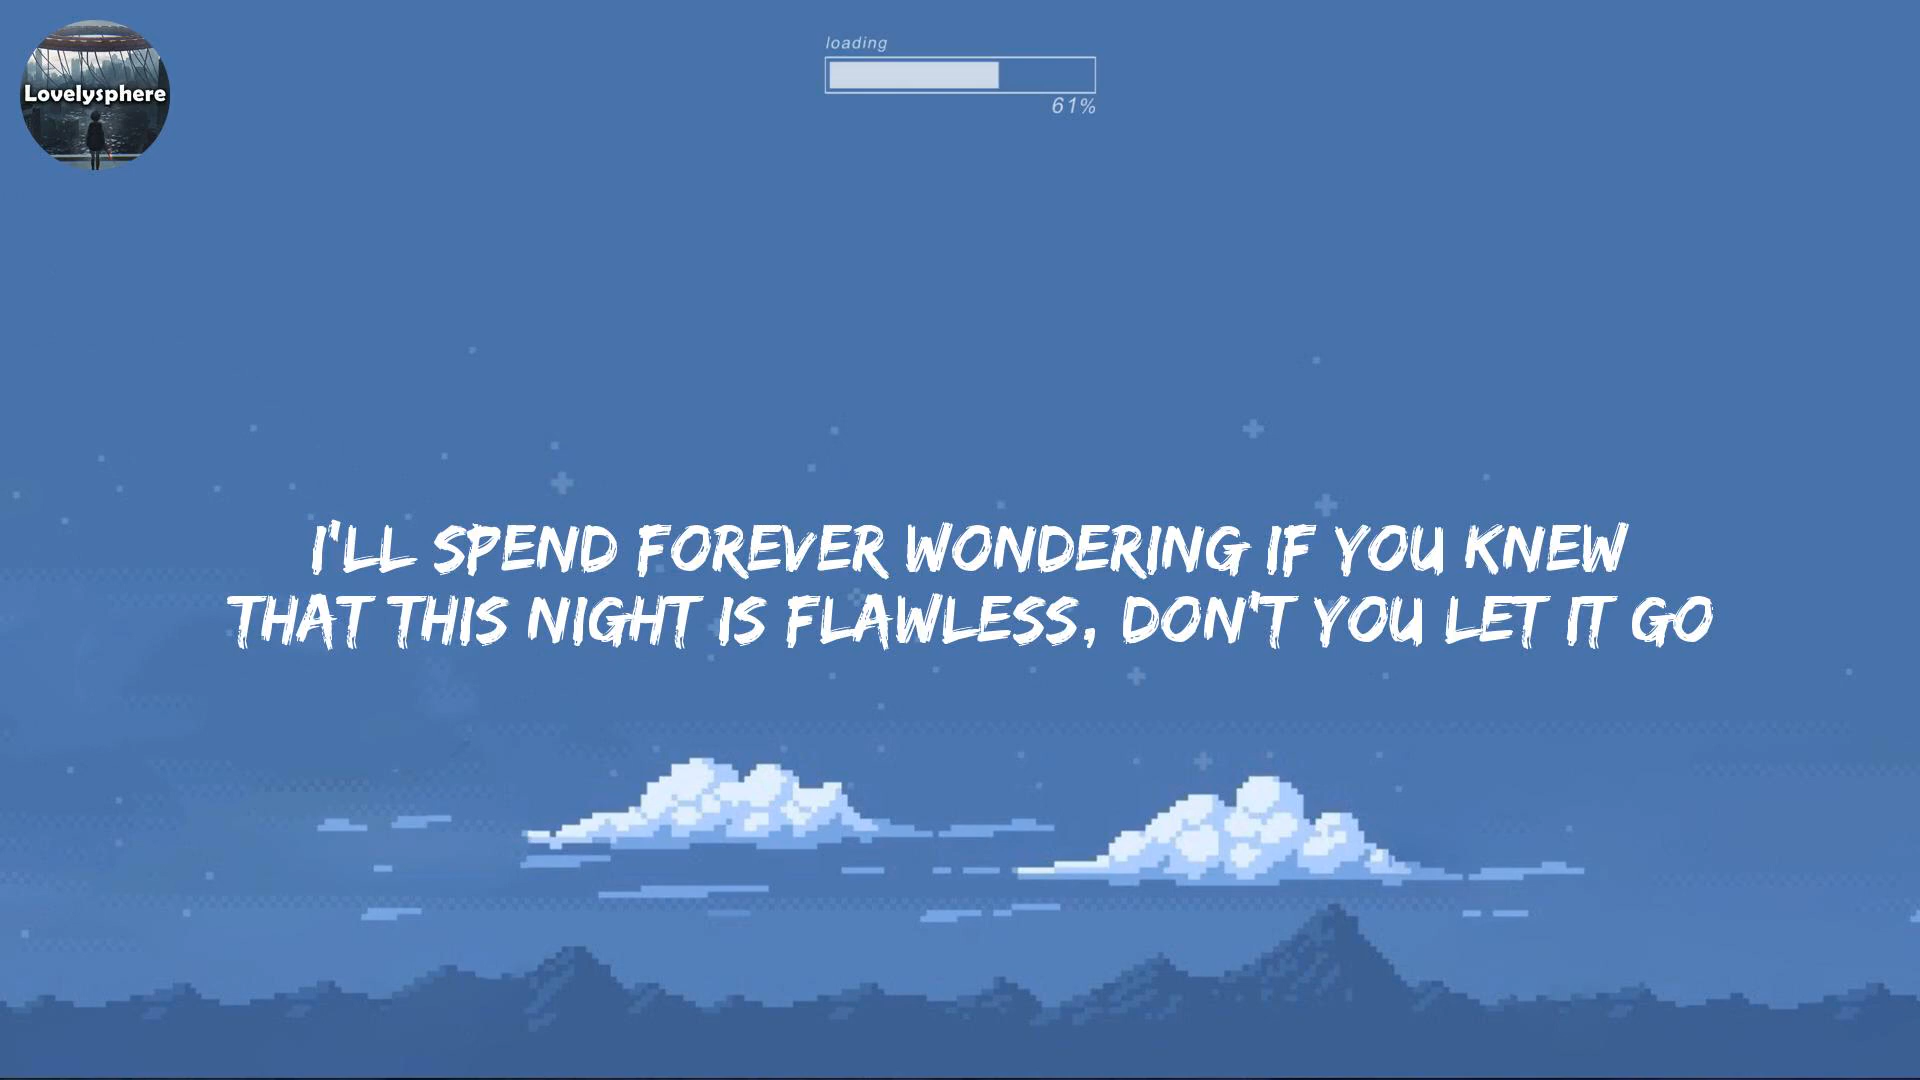 Lovelysphere
loading
61%
I'LL SPEND FOREVER WONDERING IF YOU KNEW
THAT THIS NIGHT IS FLAWLESS, DON'T YOU LET IT GO